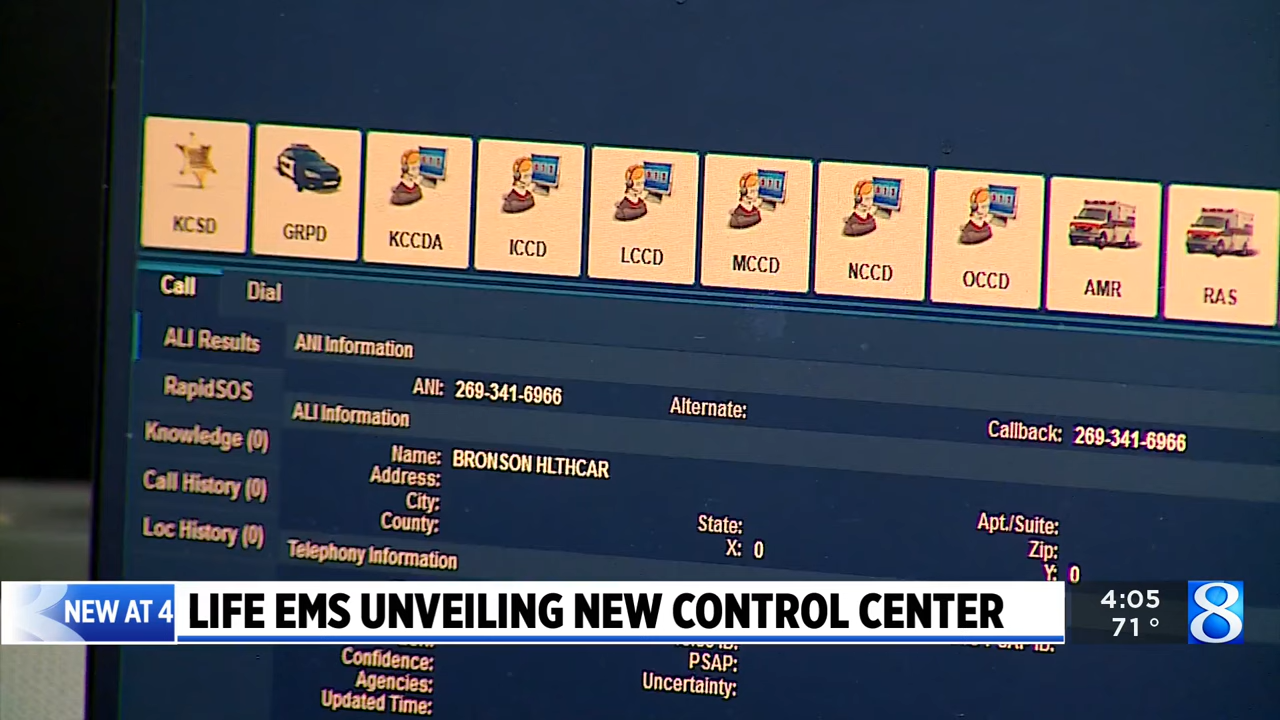 KCSD GRPD KCCDA ICCD LCCD MCCD NCCD OCCD AMR RAS
Call Dial
ALI Results
RapidSOS
Knowledge (0)
Call History (0)
Loc History (0)
ANI Information
ANI: 269-341-6966 Alternate: Callback: 269-341-6966
ALI Information
Name: BRONSON HLTHCAR
Address:
City:
County: State: Apt./Suite:
X: 0 Zip:
Y: 0
Telephony Information
NEW AT 4 LIFE EMS UNVEILING NEW CONTROL CENTER 4:05
71° 8
Confidence: PSAP:
Agencies: Uncertainty:
Updated Time: